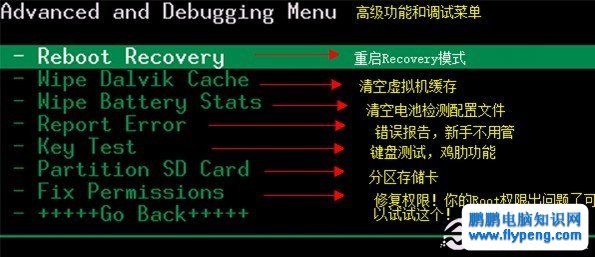 Advanced and Debugging Menu 高级功能和调试菜单
- Reboot Recovery 重启Recovery模式
- Wipe Dalvik Cache 清空虚拟机缓存
- Wipe Battery Stats 清空电池检测配置文件
- Report Error 错误报告，新手不用管
- Key Test 键盘测试，鸡肋功能
- Partition SD Card 分区存储卡
- Fix Permissions 修复权限！你的Root权限出问题了可
- +++++Go Back+++++ 以试试这个！
鹏鹏电脑知识网
www.flypeng.com